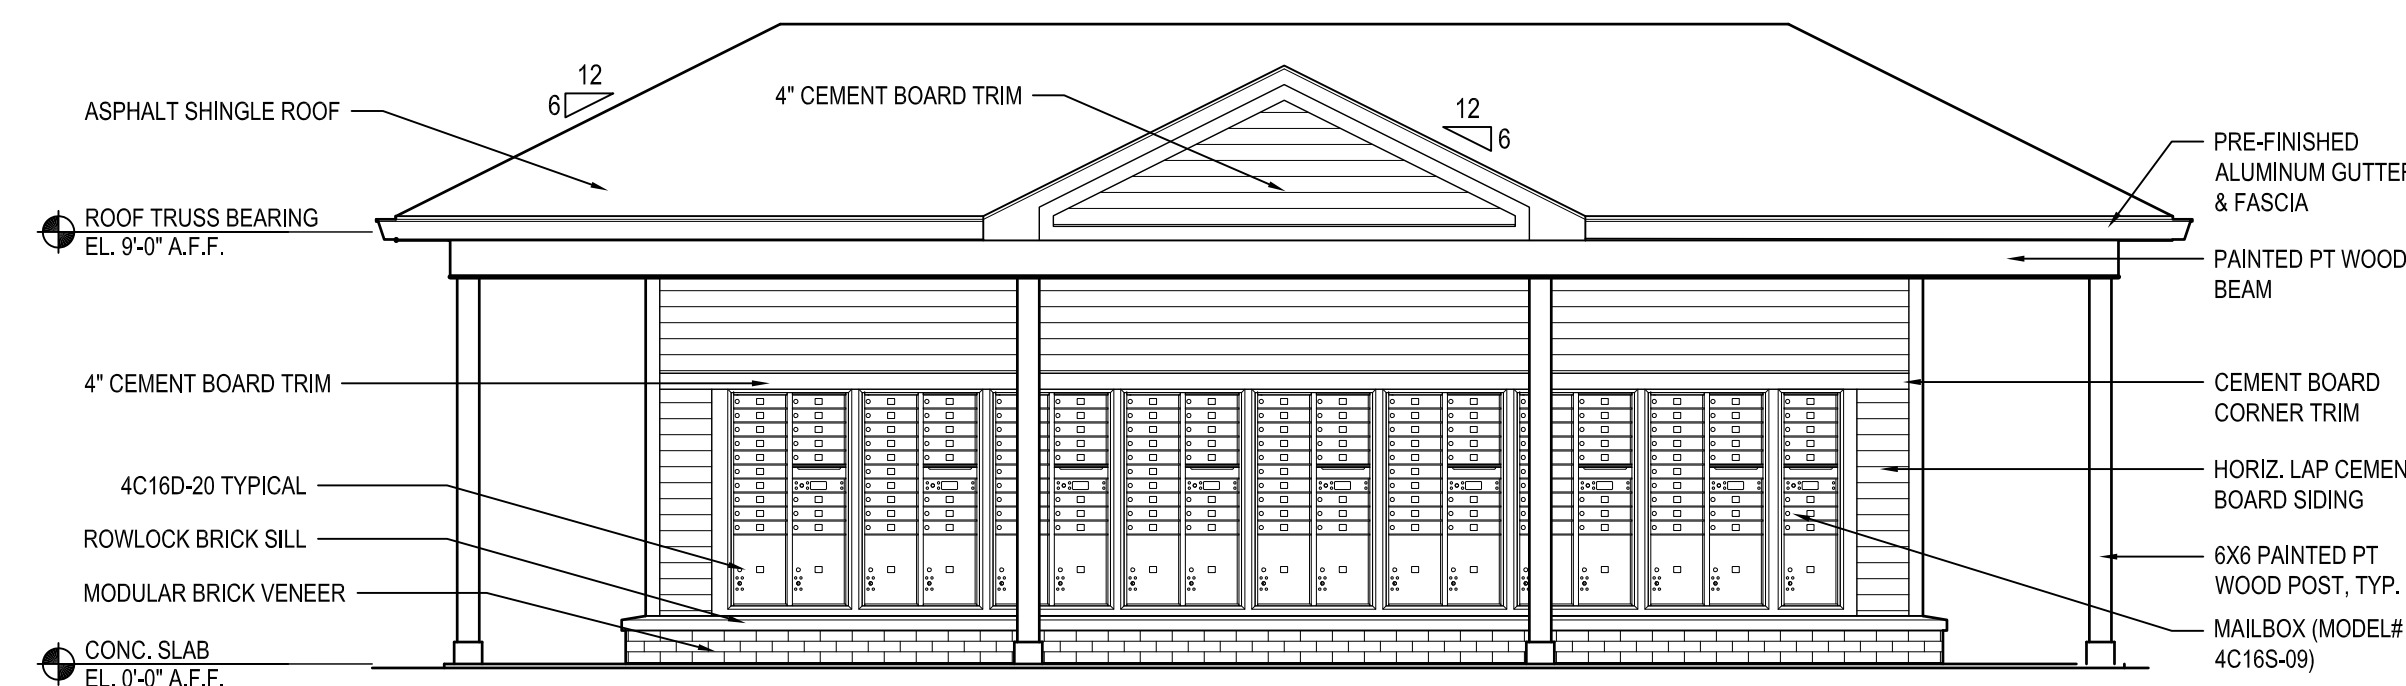 12
6
ASPHALT SHINGLE ROOF
4" CEMENT BOARD TRIM
12
6
PRE-FINISHED
ALUMINUM GUTTER
& FASCIA
ROOF TRUSS BEARING
EL. 9'-0" A.F.F.
PAINTED PT WOOD
BEAM
4" CEMENT BOARD TRIM
CEMENT BOARD
CORNER TRIM
4C16D-20 TYPICAL
HORIZ. LAP CEMEN
BOARD SIDING
ROWLOCK BRICK SILL
6X6 PAINTED PT
WOOD POST, TYP.
MODULAR BRICK VENEER
MAILBOX (MODEL#
4C16S-09)
CONC. SLAB
EL. 0'-0" A.F.F.